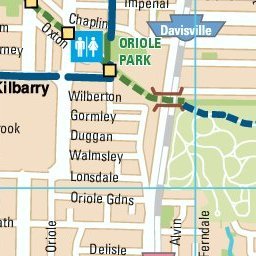 Imperial
Chaplin
Oxton
Davisville
ORIOLE
PARK
Kilbarry
Wilberton
Gormley
Duggan
Walmsley
Lonsdale
Oriole Gdns
Oriole
Delisle
Alvin
Ferndale